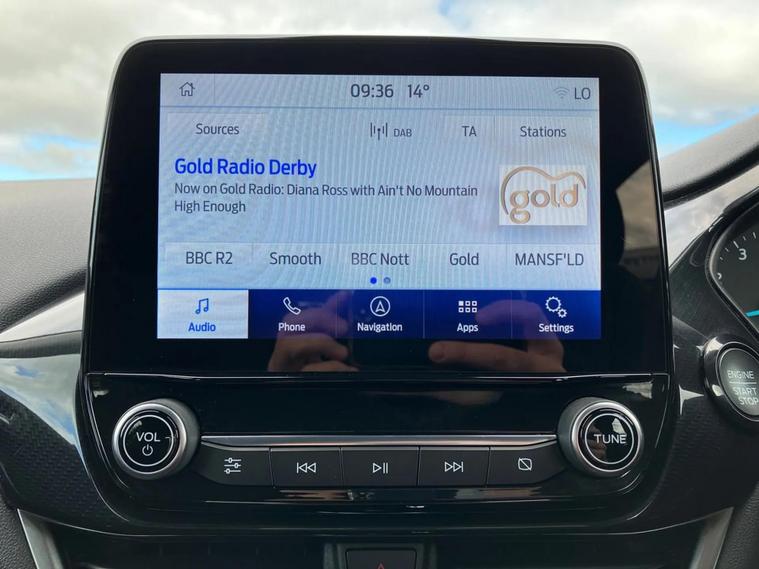 09:36 14° LO
Sources DAB TA Stations
Gold Radio Derby
Now on Gold Radio: Diana Ross with Ain't No Mountain
High Enough
gold
BBC R2 Smooth BBC Nott Gold MANSF'LD
Audio Phone Navigation Apps Settings
3
ENGINE
START
STOP
VOL TUNE